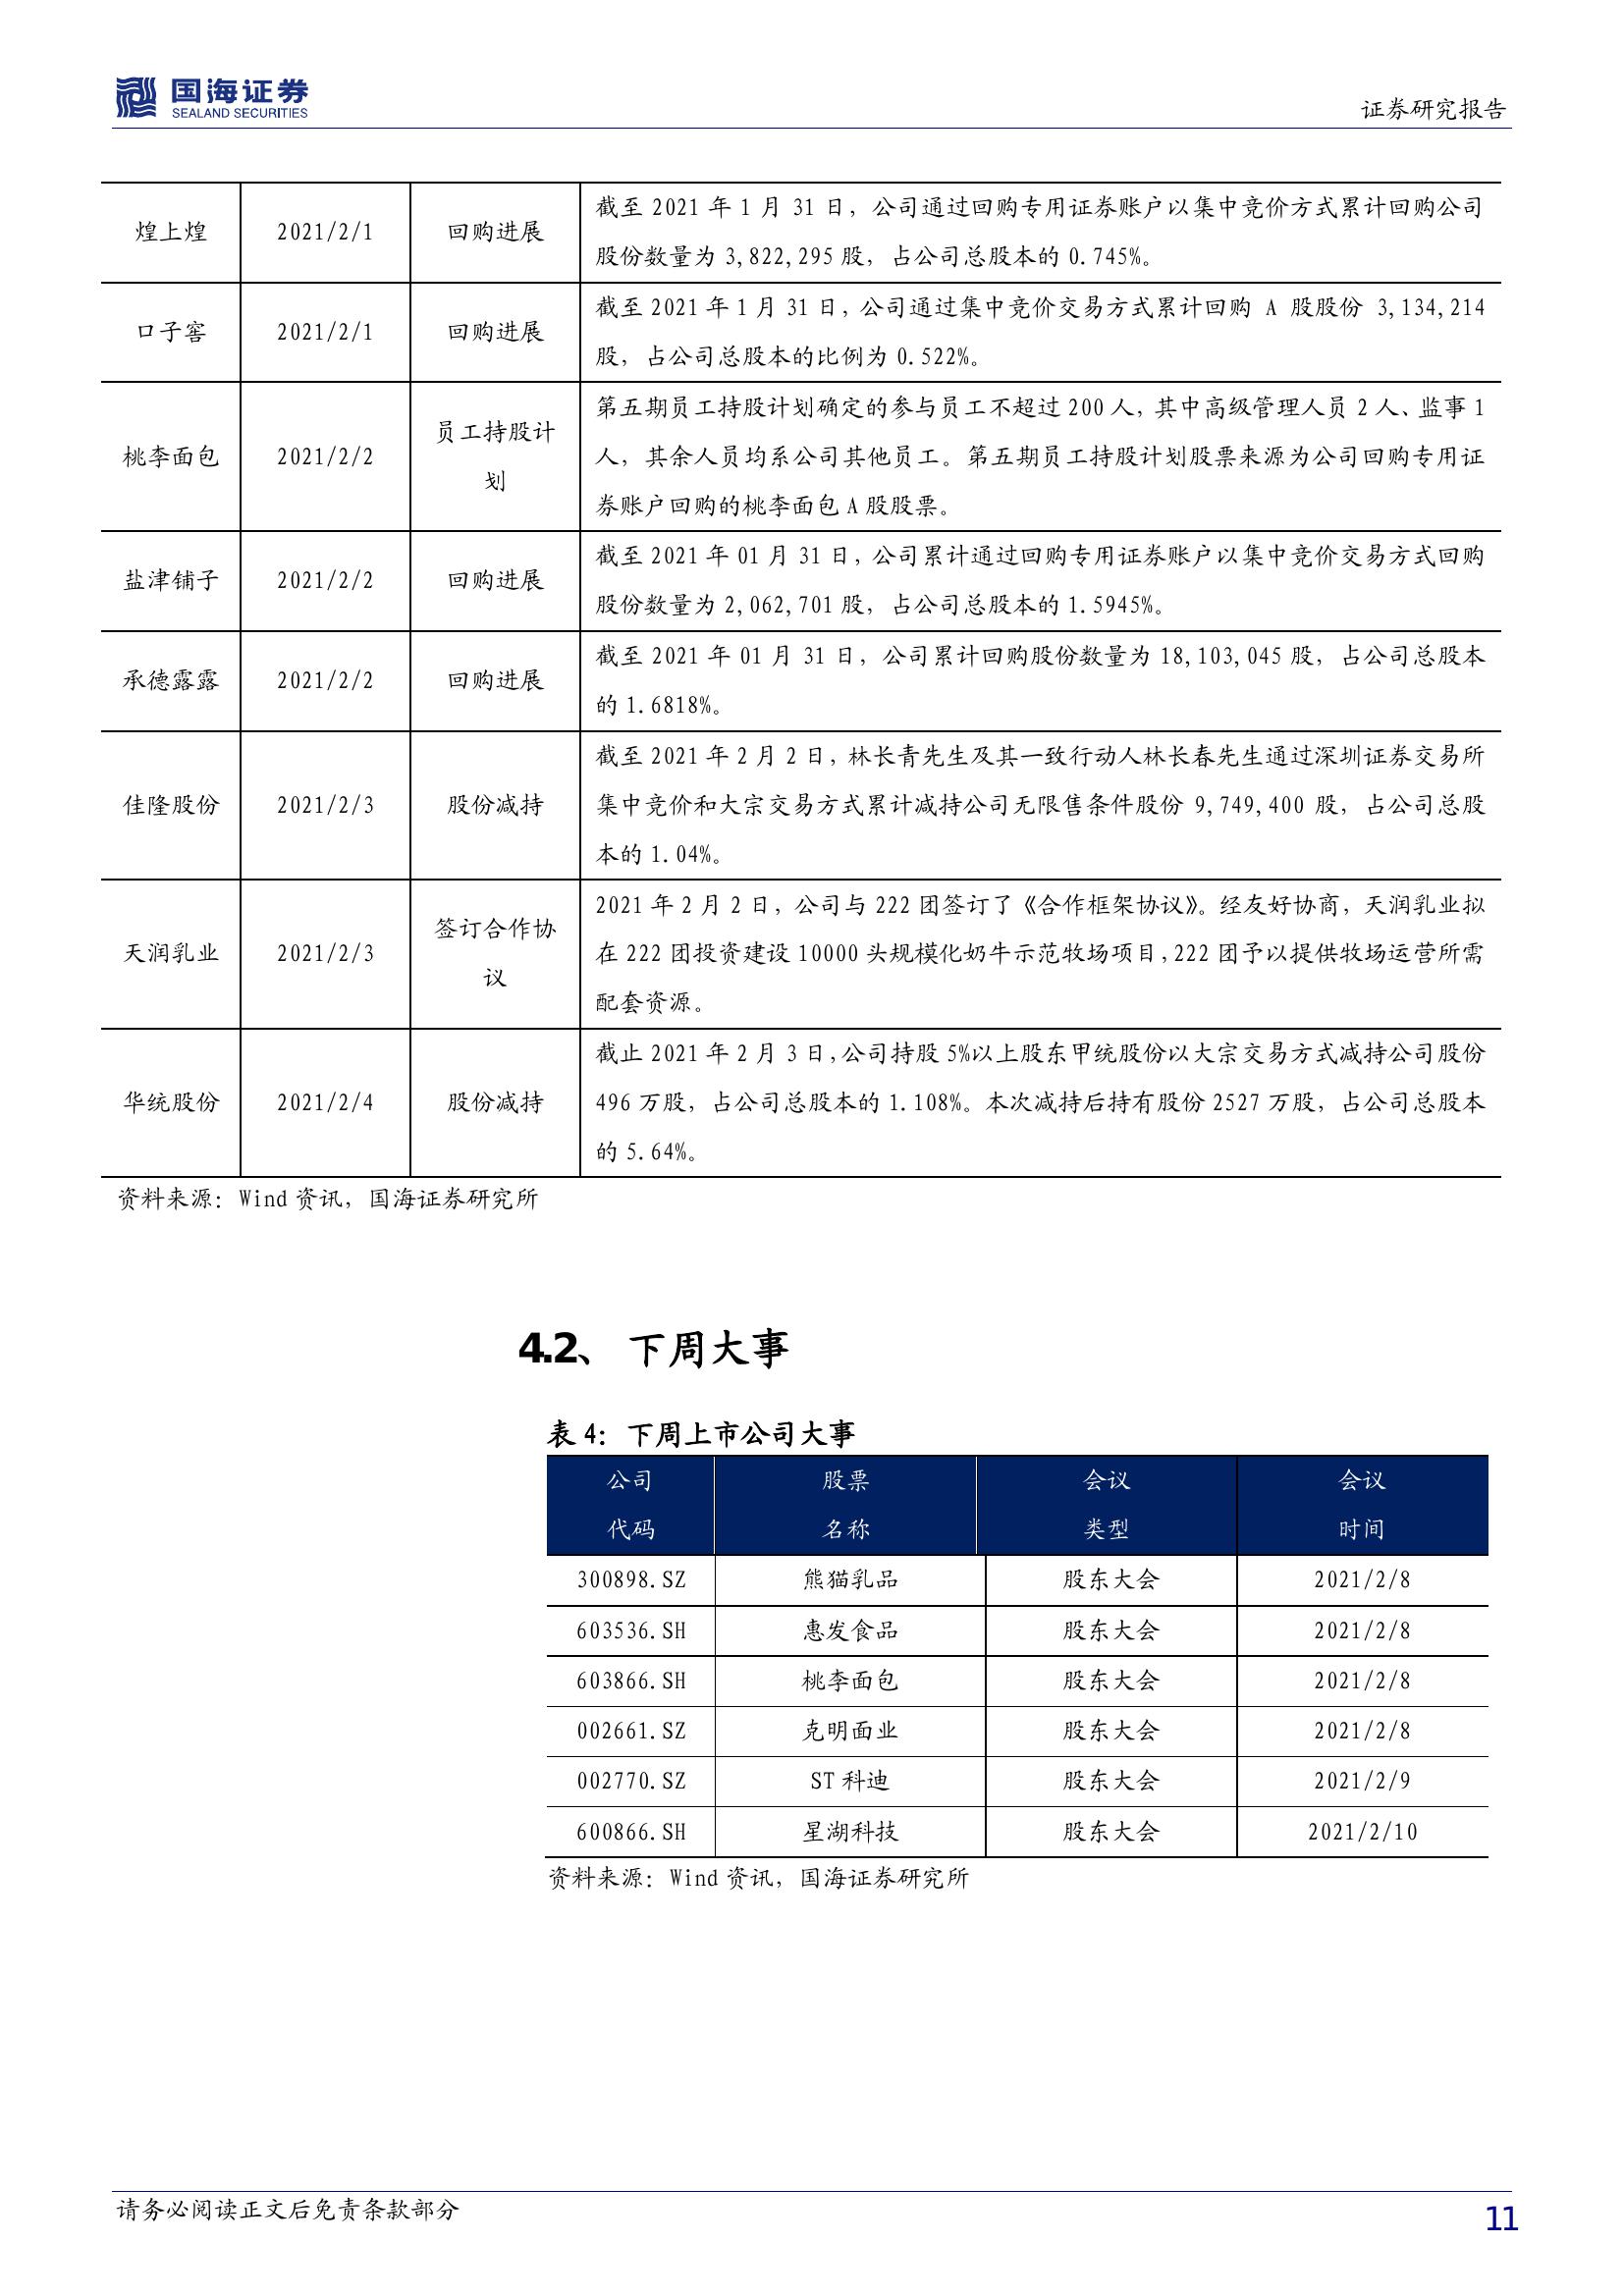 国海证券
SEALAND SECURITIES
证券研究报告
煌上煌
2021/2/1
回购进展
截至 2021 年 1 月 31 日，公司通过回购专用证券账户以集中竞价方式累计回购公司
股份数量为 3,822,295 股，占公司总股本的 0.745%。
口子窖
2021/2/1
回购进展
截至 2021 年 1 月 31 日，公司通过集中竞价交易方式累计回购 A 股股份 3,134,214
股，占公司总股本的比例为 0.522%。
桃李面包
2021/2/2
员工持股计
划
第五期员工持股计划确定的参与员工不超过 200 人，其中高级管理人员 2 人、监事 1
人，其余人员均系公司其他员工。第五期员工持股计划股票来源为公司回购专用证
券账户回购的桃李面包 A 股股票。
盐津铺子
2021/2/2
回购进展
截至 2021 年 01 月 31 日，公司累计通过回购专用证券账户以集中竞价交易方式回购
股份数量为 2,062,701 股，占公司总股本的 1.5945%。
承德露露
2021/2/2
回购进展
截至 2021 年 01 月 31 日，公司累计回购股份数量为 18,103,045 股，占公司总股本
的 1.6818%。
佳隆股份
2021/2/3
股份减持
截至 2021 年 2 月 2 日，林长青先生及其一致行动人林长春先生通过深圳证券交易所
集中竞价和大宗交易方式累计减持公司无限售条件股份 9,749,400 股，占公司总股
本的 1.04%。
天润乳业
2021/2/3
签订合作协
议
2021 年 2 月 2 日，公司与 222 团签订了《合作框架协议》。经友好协商，天润乳业拟
在 222 团投资建设 10000 头规模化奶牛示范牧场项目，222 团予以提供牧场运营所需
配套资源。
华统股份
2021/2/4
股份减持
截止 2021 年 2 月 3 日，公司持股 5%以上股东甲统股份以大宗交易方式减持公司股份
496 万股，占公司总股本的 1.108%。本次减持后持有股份 2527 万股，占公司总股本
的 5.64%。
资料来源：Wind 资讯，国海证券研究所
4.2、 下周大事
表 4：下周上市公司大事
公司 股票 会议 会议
代码 名称 类型 时间
300898.SZ 熊猫乳品 股东大会 2021/2/8
603536.SH 惠发食品 股东大会 2021/2/8
603866.SH 桃李面包 股东大会 2021/2/8
002661.SZ 克明面业 股东大会 2021/2/8
002770.SZ ST 科迪 股东大会 2021/2/9
600866.SH 星湖科技 股东大会 2021/2/10
资料来源：Wind 资讯，国海证券研究所
请务必阅读正文后免责条款部分
11